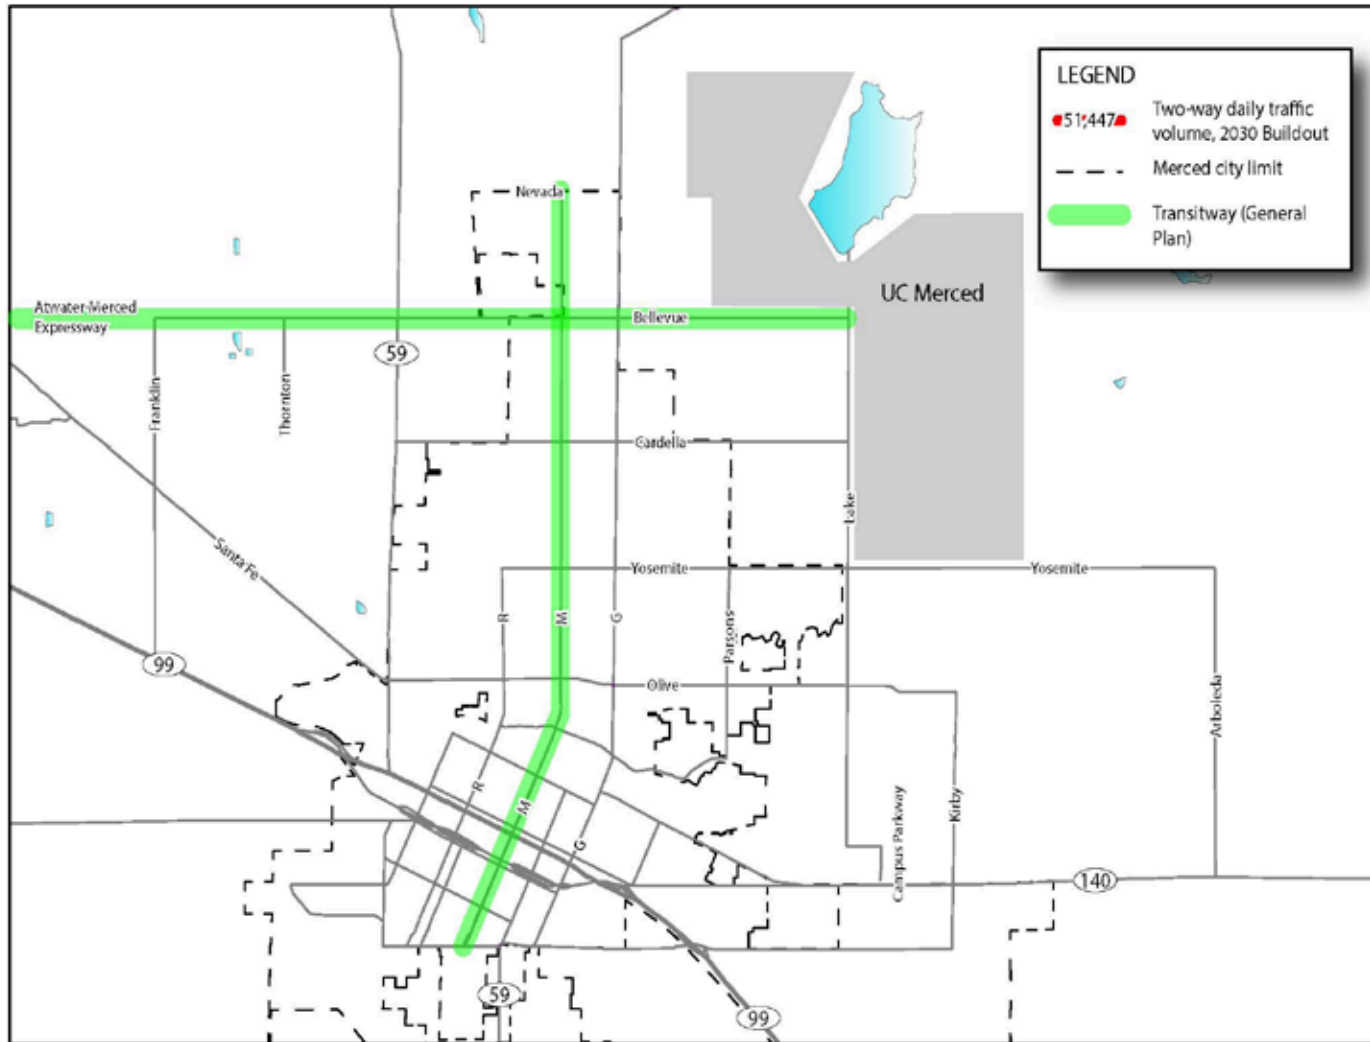 LEGEND
51,447
Two-way daily traffic
volume, 2030 Buildout
Merced city limit
Transitway (General
Plan)
Nevada
UC Merced
Atwater-Merced
Expressway
Bellevue
59
Franklin
Thornton
Cardella
Lake
Santa Fe
Yosemite
Yosemite
R
M
G
Parsons
99
Olive
Arboleda
R
M
G
Campus Parkway
Kirby
140
59
99